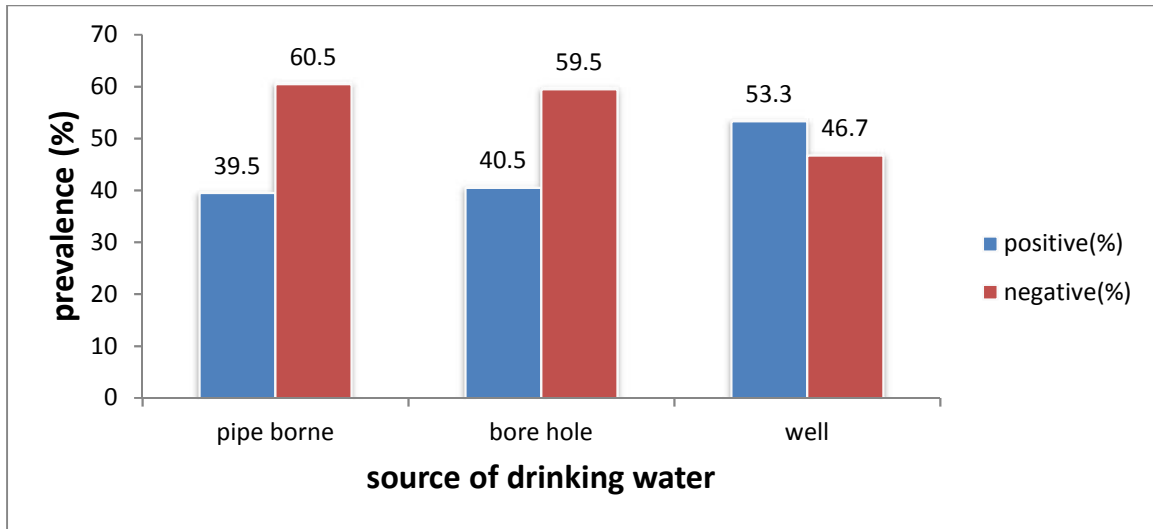 prevalence (%)
70
60
50
40
30
20
10
0
39.5
60.5
40.5
59.5
53.3
46.7
pipe borne
bore hole
well
source of drinking water
positive(%)
negative(%)